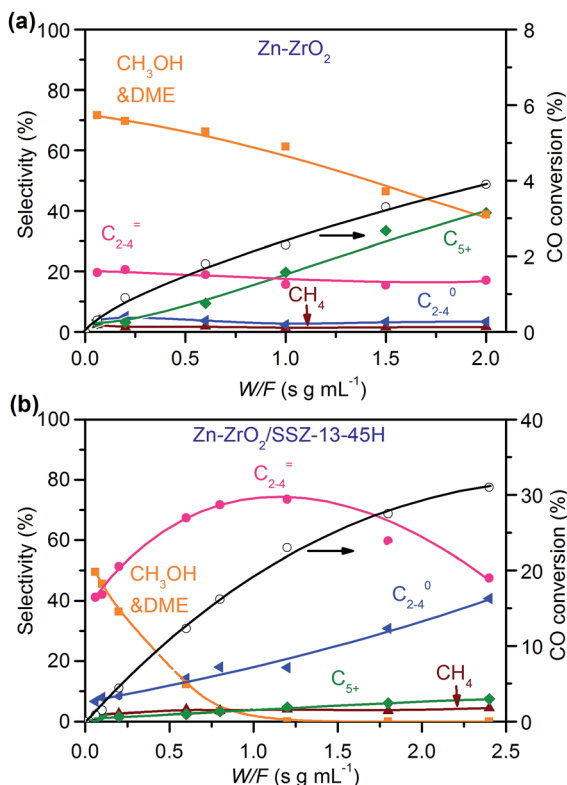 (a)
Zn-ZrO₂
CH₃OH
&DME
C₂₋₄⁼
C₅₊
CH₄
C₂₋₄⁰
Selectivity (%)
100
80
60
40
20
0
CO conversion (%)
8
6
4
2
0
0.0 0.5 1.0 1.5 2.0
W/F (s g mL⁻¹)
(b)
Zn-ZrO₂/SSZ-13-45H
C₂₋₄⁼
CH₃OH
&DME
C₂₋₄⁰
C₅₊
CH₄
Selectivity (%)
100
80
60
40
20
0
CO conversion (%)
40
30
20
10
0
0.0 0.5 1.0 1.5 2.0 2.5
W/F (s g mL⁻¹)